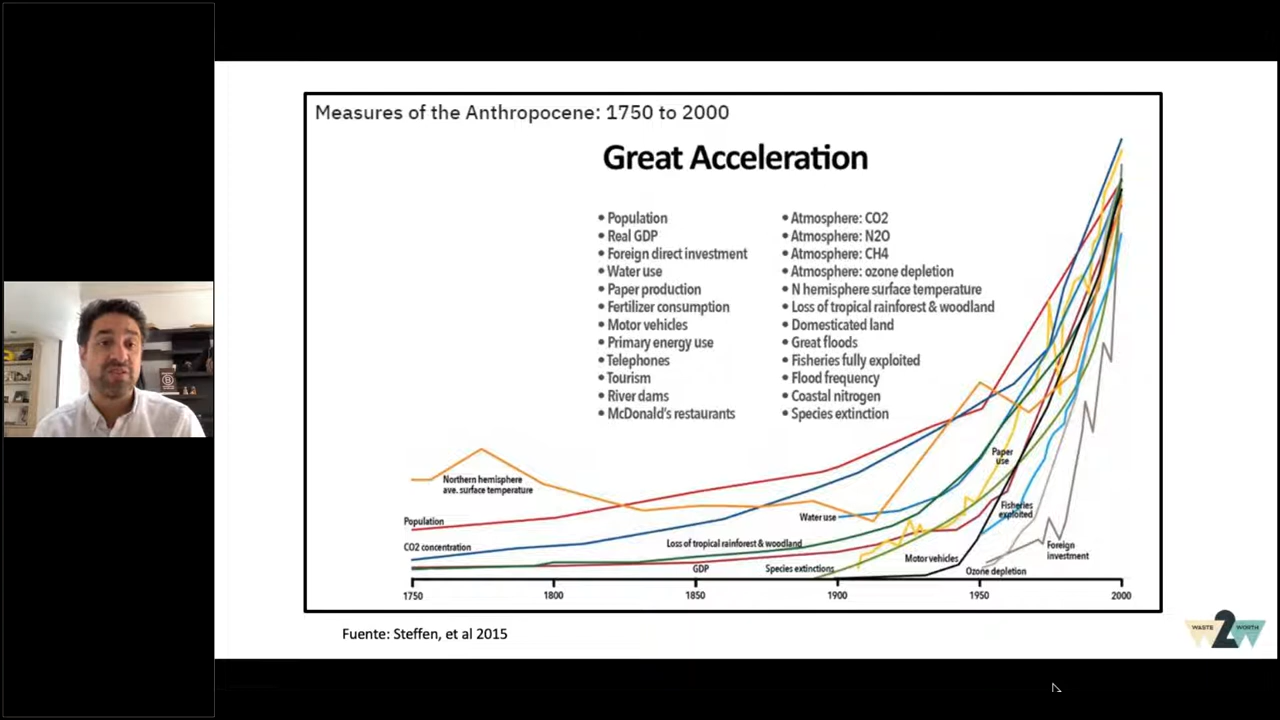 Measures of the Anthropocene: 1750 to 2000
Great Acceleration
• Population
• Real GDP
• Foreign direct investment
• Water use
• Paper production
• Fertilizer consumption
• Motor vehicles
• Primary energy use
• Telephones
• Tourism
• River dams
• McDonald's restaurants
• Atmosphere: CO2
• Atmosphere: N2O
• Atmosphere: CH4
• Atmosphere: ozone depletion
• N hemisphere surface temperature
• Loss of tropical rainforest & woodland
• Domesticated land
• Great floods
• Fisheries fully exploited
• Flood frequency
• Coastal nitrogen
• Species extinction
Northern hemisphere
ave. surface temperature
Population
CO2 concentration
Loss of tropical rainforest & woodland
GDP
Water use
Species extinctions
Paper
use
Fisheries
exploited
Motor vehicles
Ozone depletion
Foreign
investment
1750
1800
1850
1900
1950
2000
Fuente: Steffen, et al 2015
WASTE 2 WORTH
B